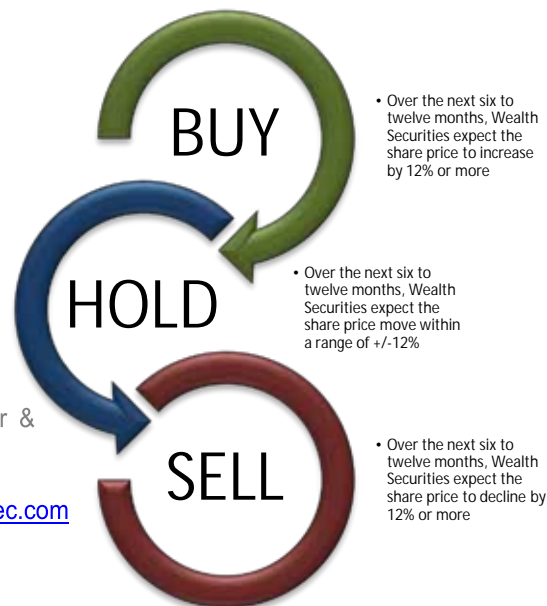 BUY
• Over the next six to
twelve months, Wealth
Securities expect the
share price to increase
by 12% or more
HOLD
• Over the next six to
twelve months, Wealth
Securities expect the
share price move within
a range of +/-12%
r &
SELL
• Over the next six to
twelve months, Wealth
Securities expect the
share price to decline by
12% or more
ec.com